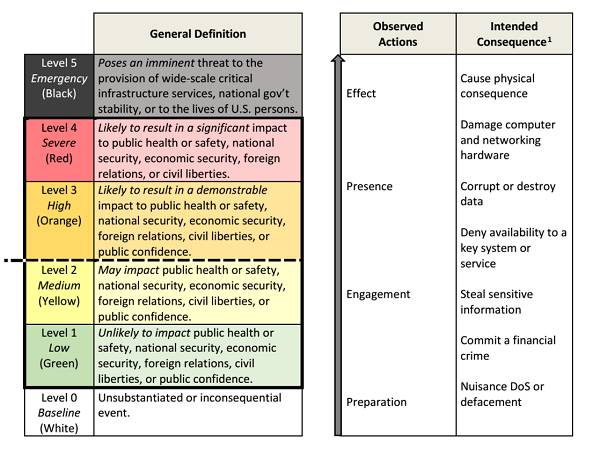 General Definition
Level 5
Emergency
(Black)
Poses an imminent threat to the
provision of wide-scale critical
infrastructure services, national gov't
stability, or to the lives of U.S. persons.
Level 4
Severe
(Red)
Likely to result in a significant impact
to public health or safety, national
security, economic security, foreign
relations, or civil liberties.
Level 3
High
(Orange)
Likely to result in a demonstrable
impact to public health or safety,
national security, economic security,
foreign relations, civil liberties, or
public confidence.
Level 2
Medium
(Yellow)
May impact public health or safety,
national security, economic security,
foreign relations, civil liberties, or
public confidence.
Level 1
Low
(Green)
Unlikely to impact public health or
safety, national security, economic
security, foreign relations, civil
liberties, or public confidence.
Level 0
Baseline
(White)
Unsubstantiated or inconsequential
event.
Observed
Actions
Intended
Consequence¹
Effect
Presence
Engagement
Preparation
Cause physical
consequence
Damage computer
and networking
hardware
Corrupt or destroy
data
Deny availability to a
key system or
service
Steal sensitive
information
Commit a financial
crime
Nuisance DoS or
defacement